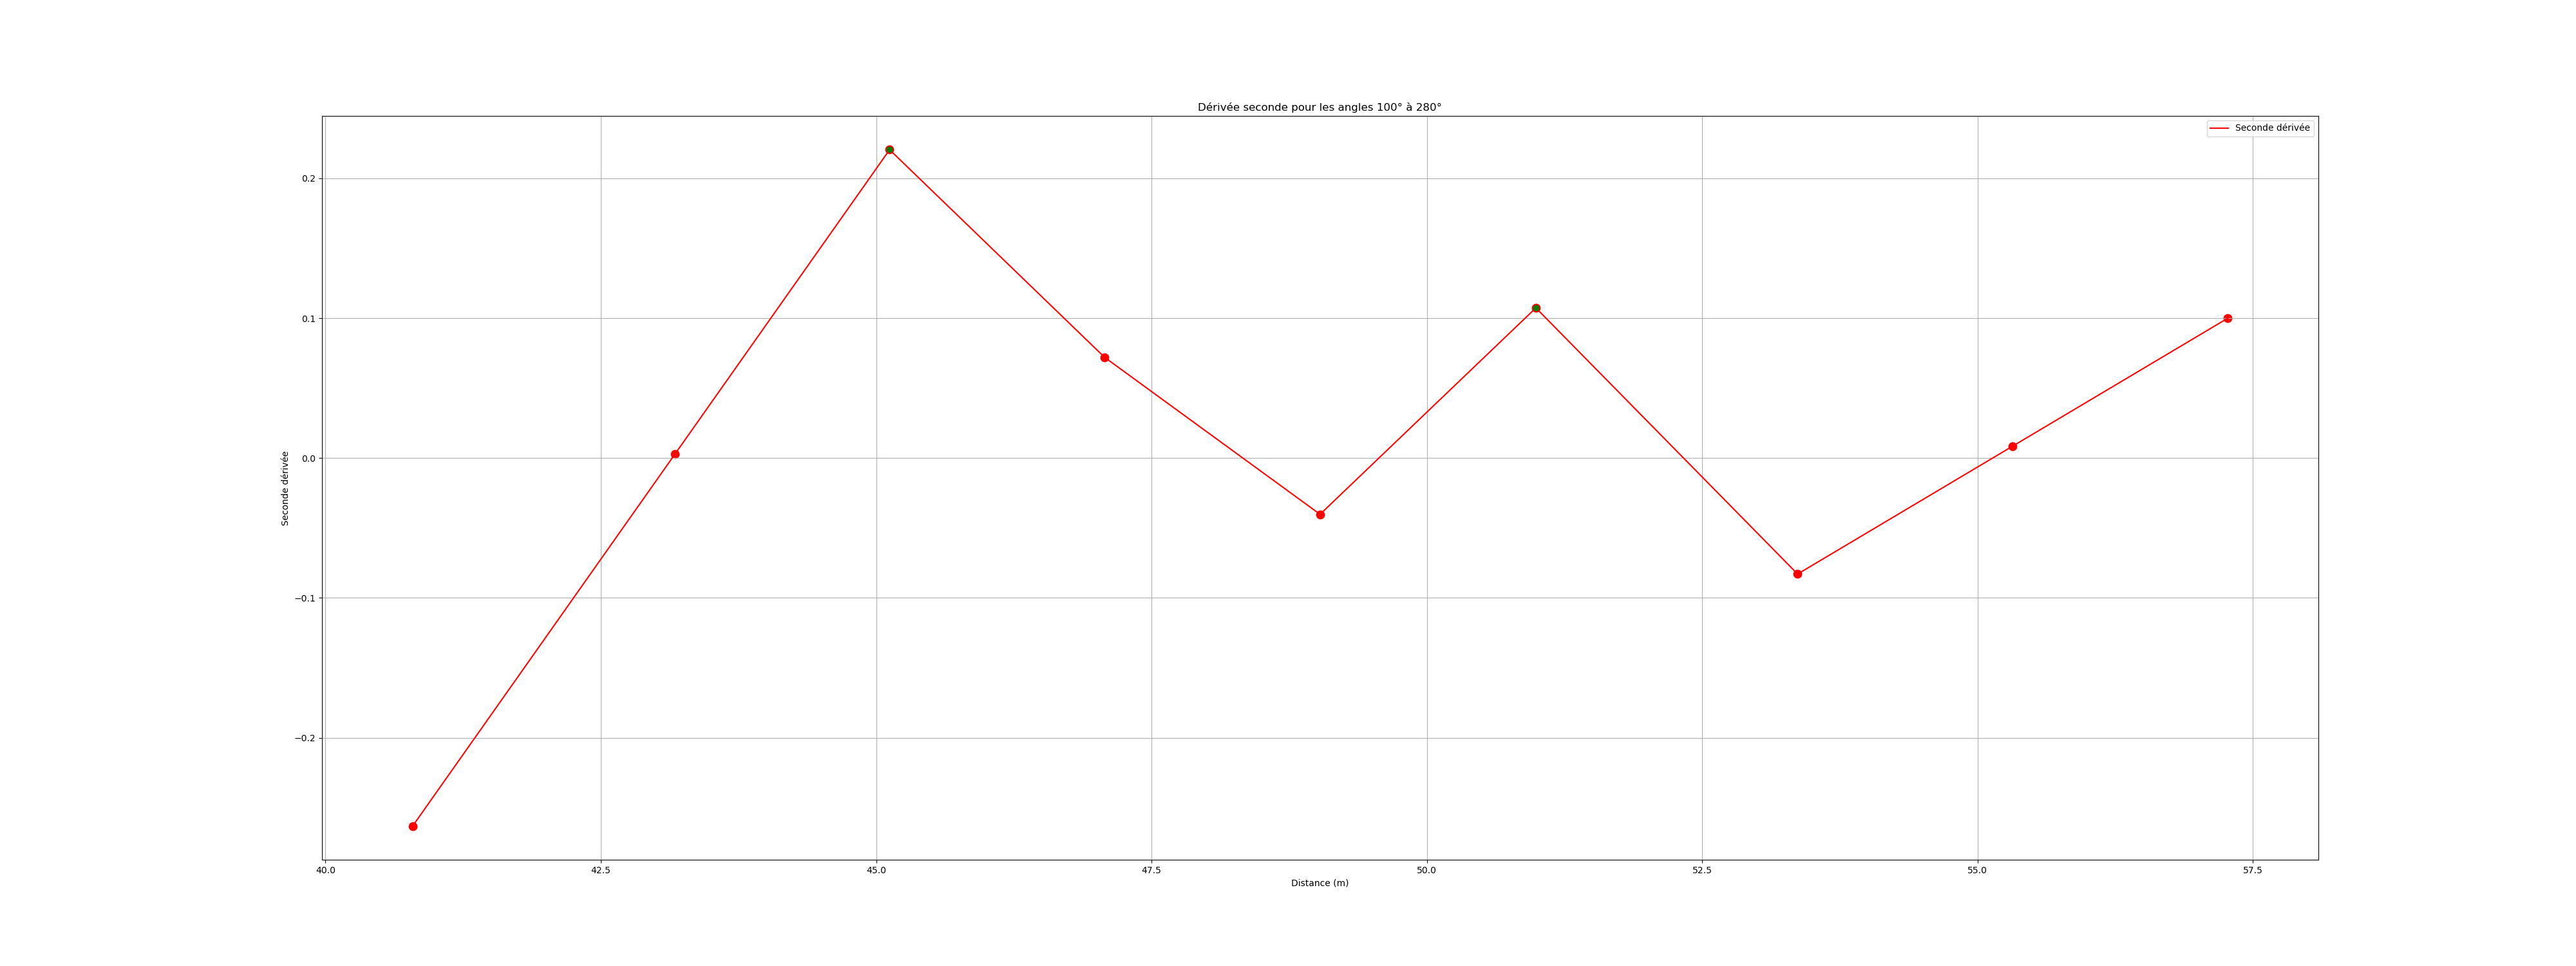 Dérivée seconde pour les angles 100° à 280°
Seconde dérivée
0.2
0.1
0.0
−0.1
−0.2
Seconde dérivée
40.0 42.5 45.0 47.5 50.0 52.5 55.0 57.5
Distance (m)